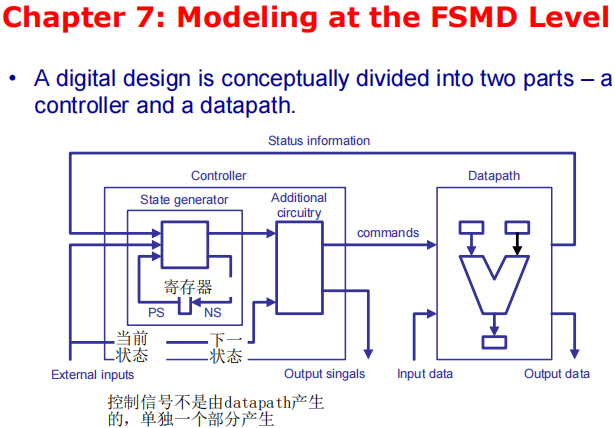 Chapter 7: Modeling at the FSMD Level
• A digital design is conceptually divided into two parts – a
controller and a datapath.
Status information
Controller
Datapath
State generator
Additional
circuitry
commands
寄存器
PS
NS
当前
状态
下一
状态
External inputs
Output singals
Input data
Output data
控制信号不是由datapath产生
的，单独一个部分产生